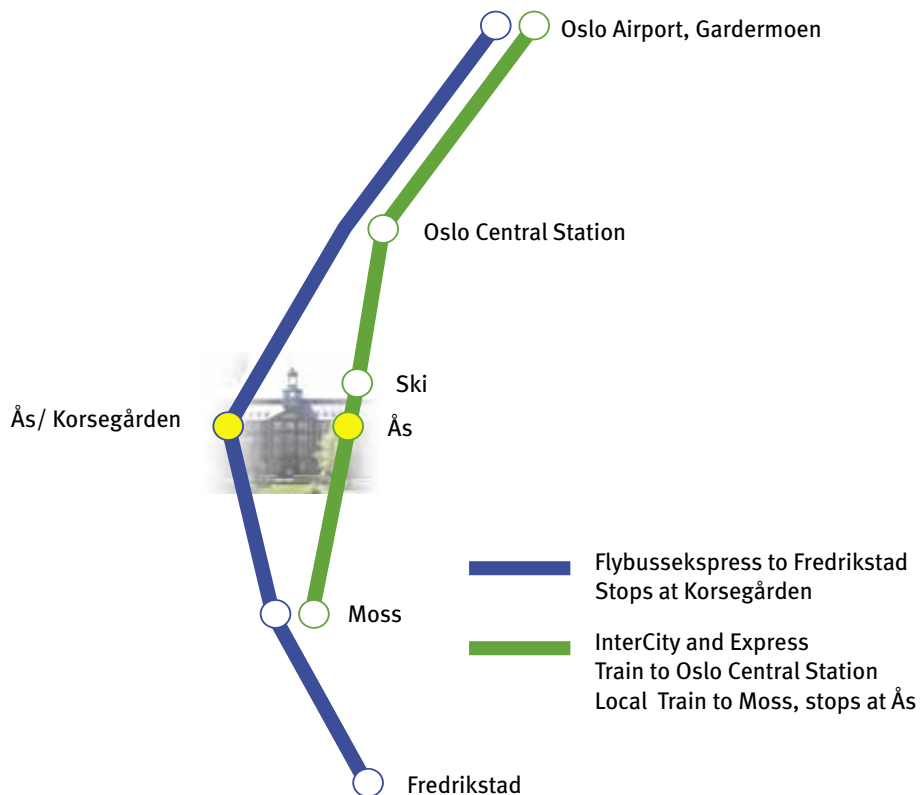 Oslo Airport, Gardermoen
Oslo Central Station
Ski
Ås/ Korsegården
Ås
Flybussekspress to Fredrikstad
Stops at Korsegården
Moss
InterCity and Express
Train to Oslo Central Station
Local Train to Moss, stops at Ås
Fredrikstad